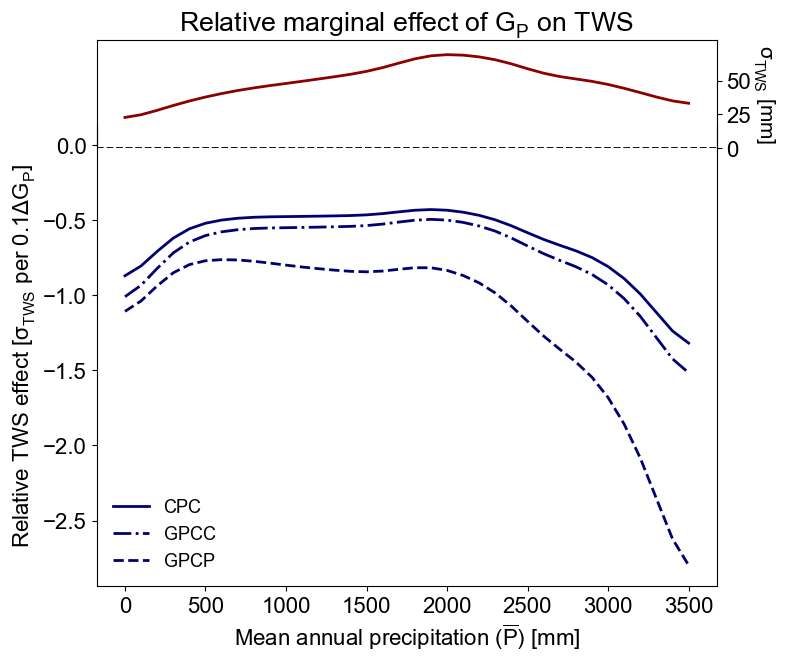 Relative marginal effect of G_P on TWS
σ_TWS [mm]
50
25
0
Relative TWS effect [σ_TWS per 0.1ΔG_P]
0.0
−0.5
−1.0
−1.5
−2.0
−2.5
CPC
GPCC
GPCP
0 500 1000 1500 2000 2500 3000 3500
Mean annual precipitation (P̅) [mm]